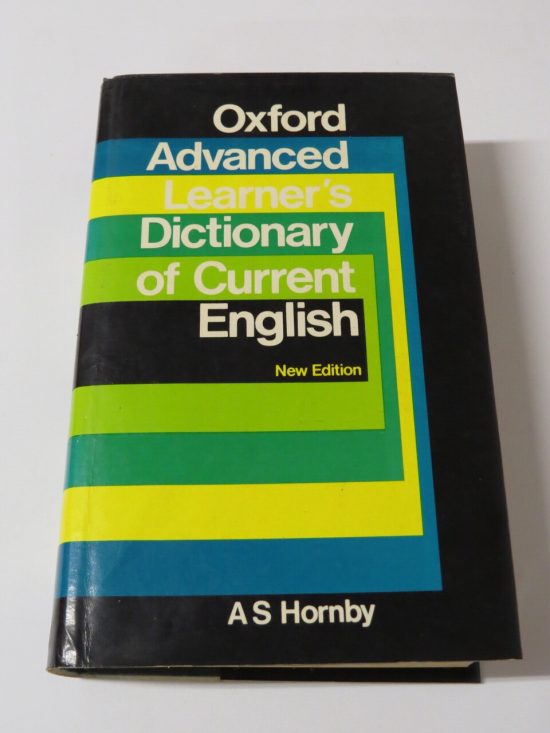 Oxford
Advanced
Learner's
Dictionary
of Current
English
New Edition
A S Hornby